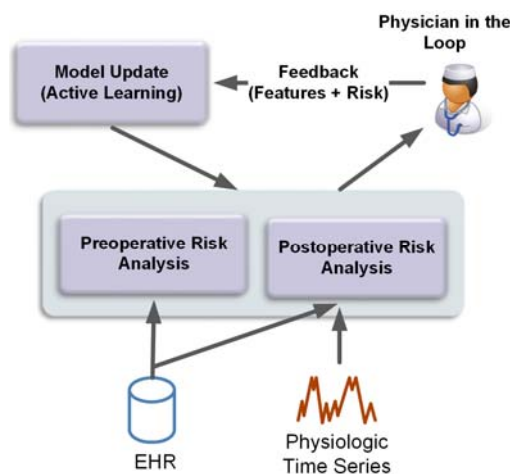 Physician in the
Loop
Model Update
(Active Learning)
Feedback
(Features + Risk)
Preoperative Risk
Analysis
Postoperative Risk
Analysis
EHR
Physiologic
Time Series